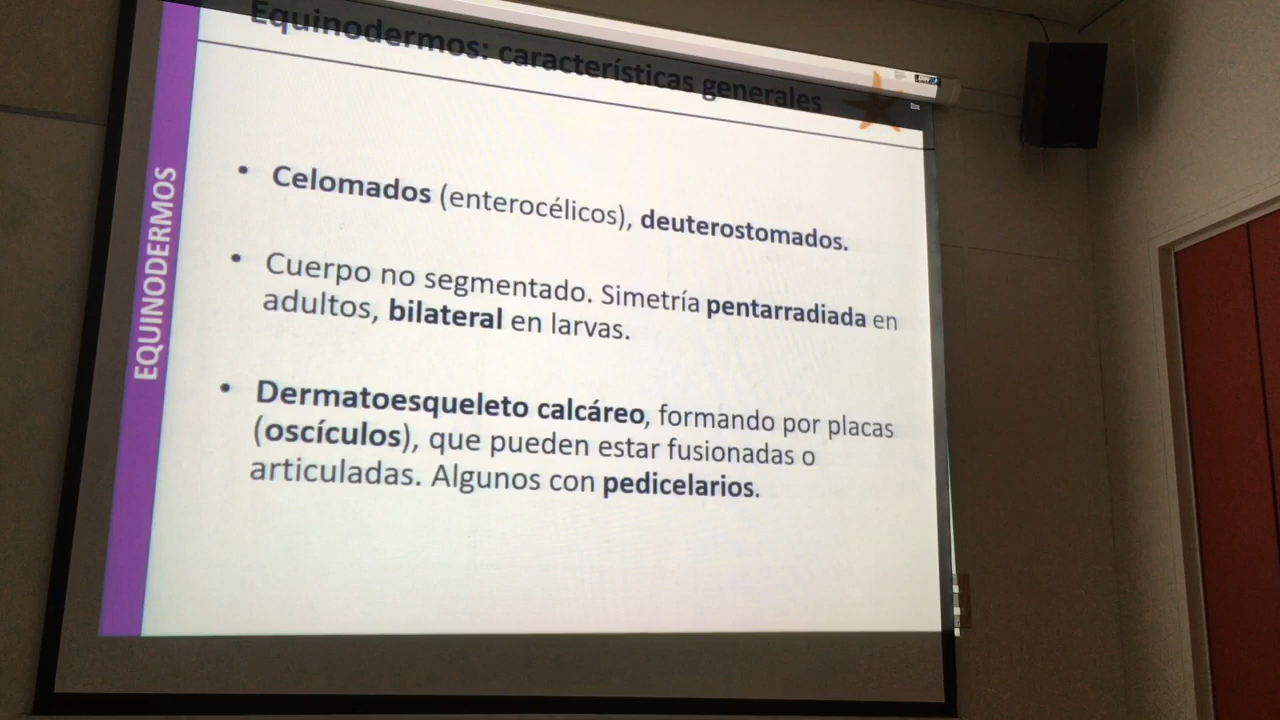 Equinodermos: características generales
EQUINODERMOS
• Celomados (enterocélicos), deuterostomados.
• Cuerpo no segmentado. Simetría pentarradiada en
adultos, bilateral en larvas.
• Dermatoesqueleto calcáreo, formando por placas
(oscículos), que pueden estar fusionadas o
articuladas. Algunos con pedicelarios.